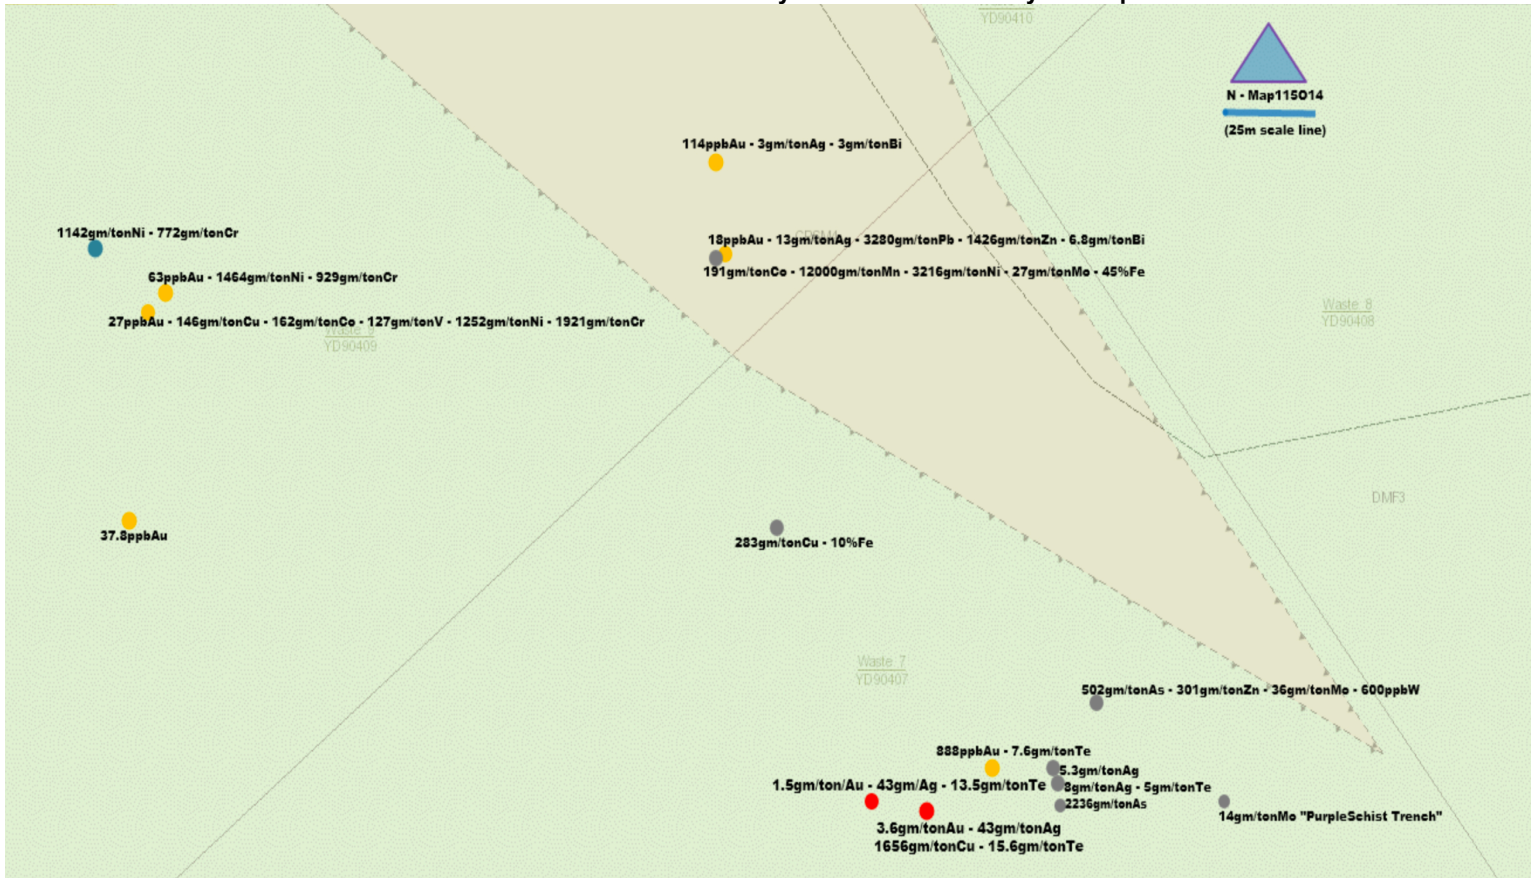 YD90410
N - Map115O14
(25m scale line)
114ppbAu - 3gm/tonAg - 3gm/tonBi
1142gm/tonNi - 772gm/tonCr
18ppbAu - 13gm/tonAg - 3280gm/tonPb - 1426gm/tonZn - 6.8gm/tonBi
191gm/tonCo - 12000gm/tonMn - 3216gm/tonNi - 27gm/tonMo - 45%Fe
63ppbAu - 1464gm/tonNi - 929gm/tonCr
27ppbAu - 146gm/tonCu - 162gm/tonCo - 127gm/tonV - 1252gm/tonNi - 1921gm/tonCr
Waste 9
YD90409
Waste 8
YD90408
DMF3
37.8ppbAu
283gm/tonCu - 10%Fe
Waste 7
YD90407
502gm/tonAs - 301gm/tonZn - 36gm/tonMo - 600ppbW
888ppbAu - 7.6gm/tonTe
5.3gm/tonAg
1.5gm/ton/Au - 43gm/Ag - 13.5gm/tonTe
8gm/tonAg - 5gm/tonTe
2236gm/tonAs
14gm/tonMo "PurpleSchist Trench"
3.6gm/tonAu - 43gm/tonAg
1656gm/tonCu - 15.6gm/tonTe